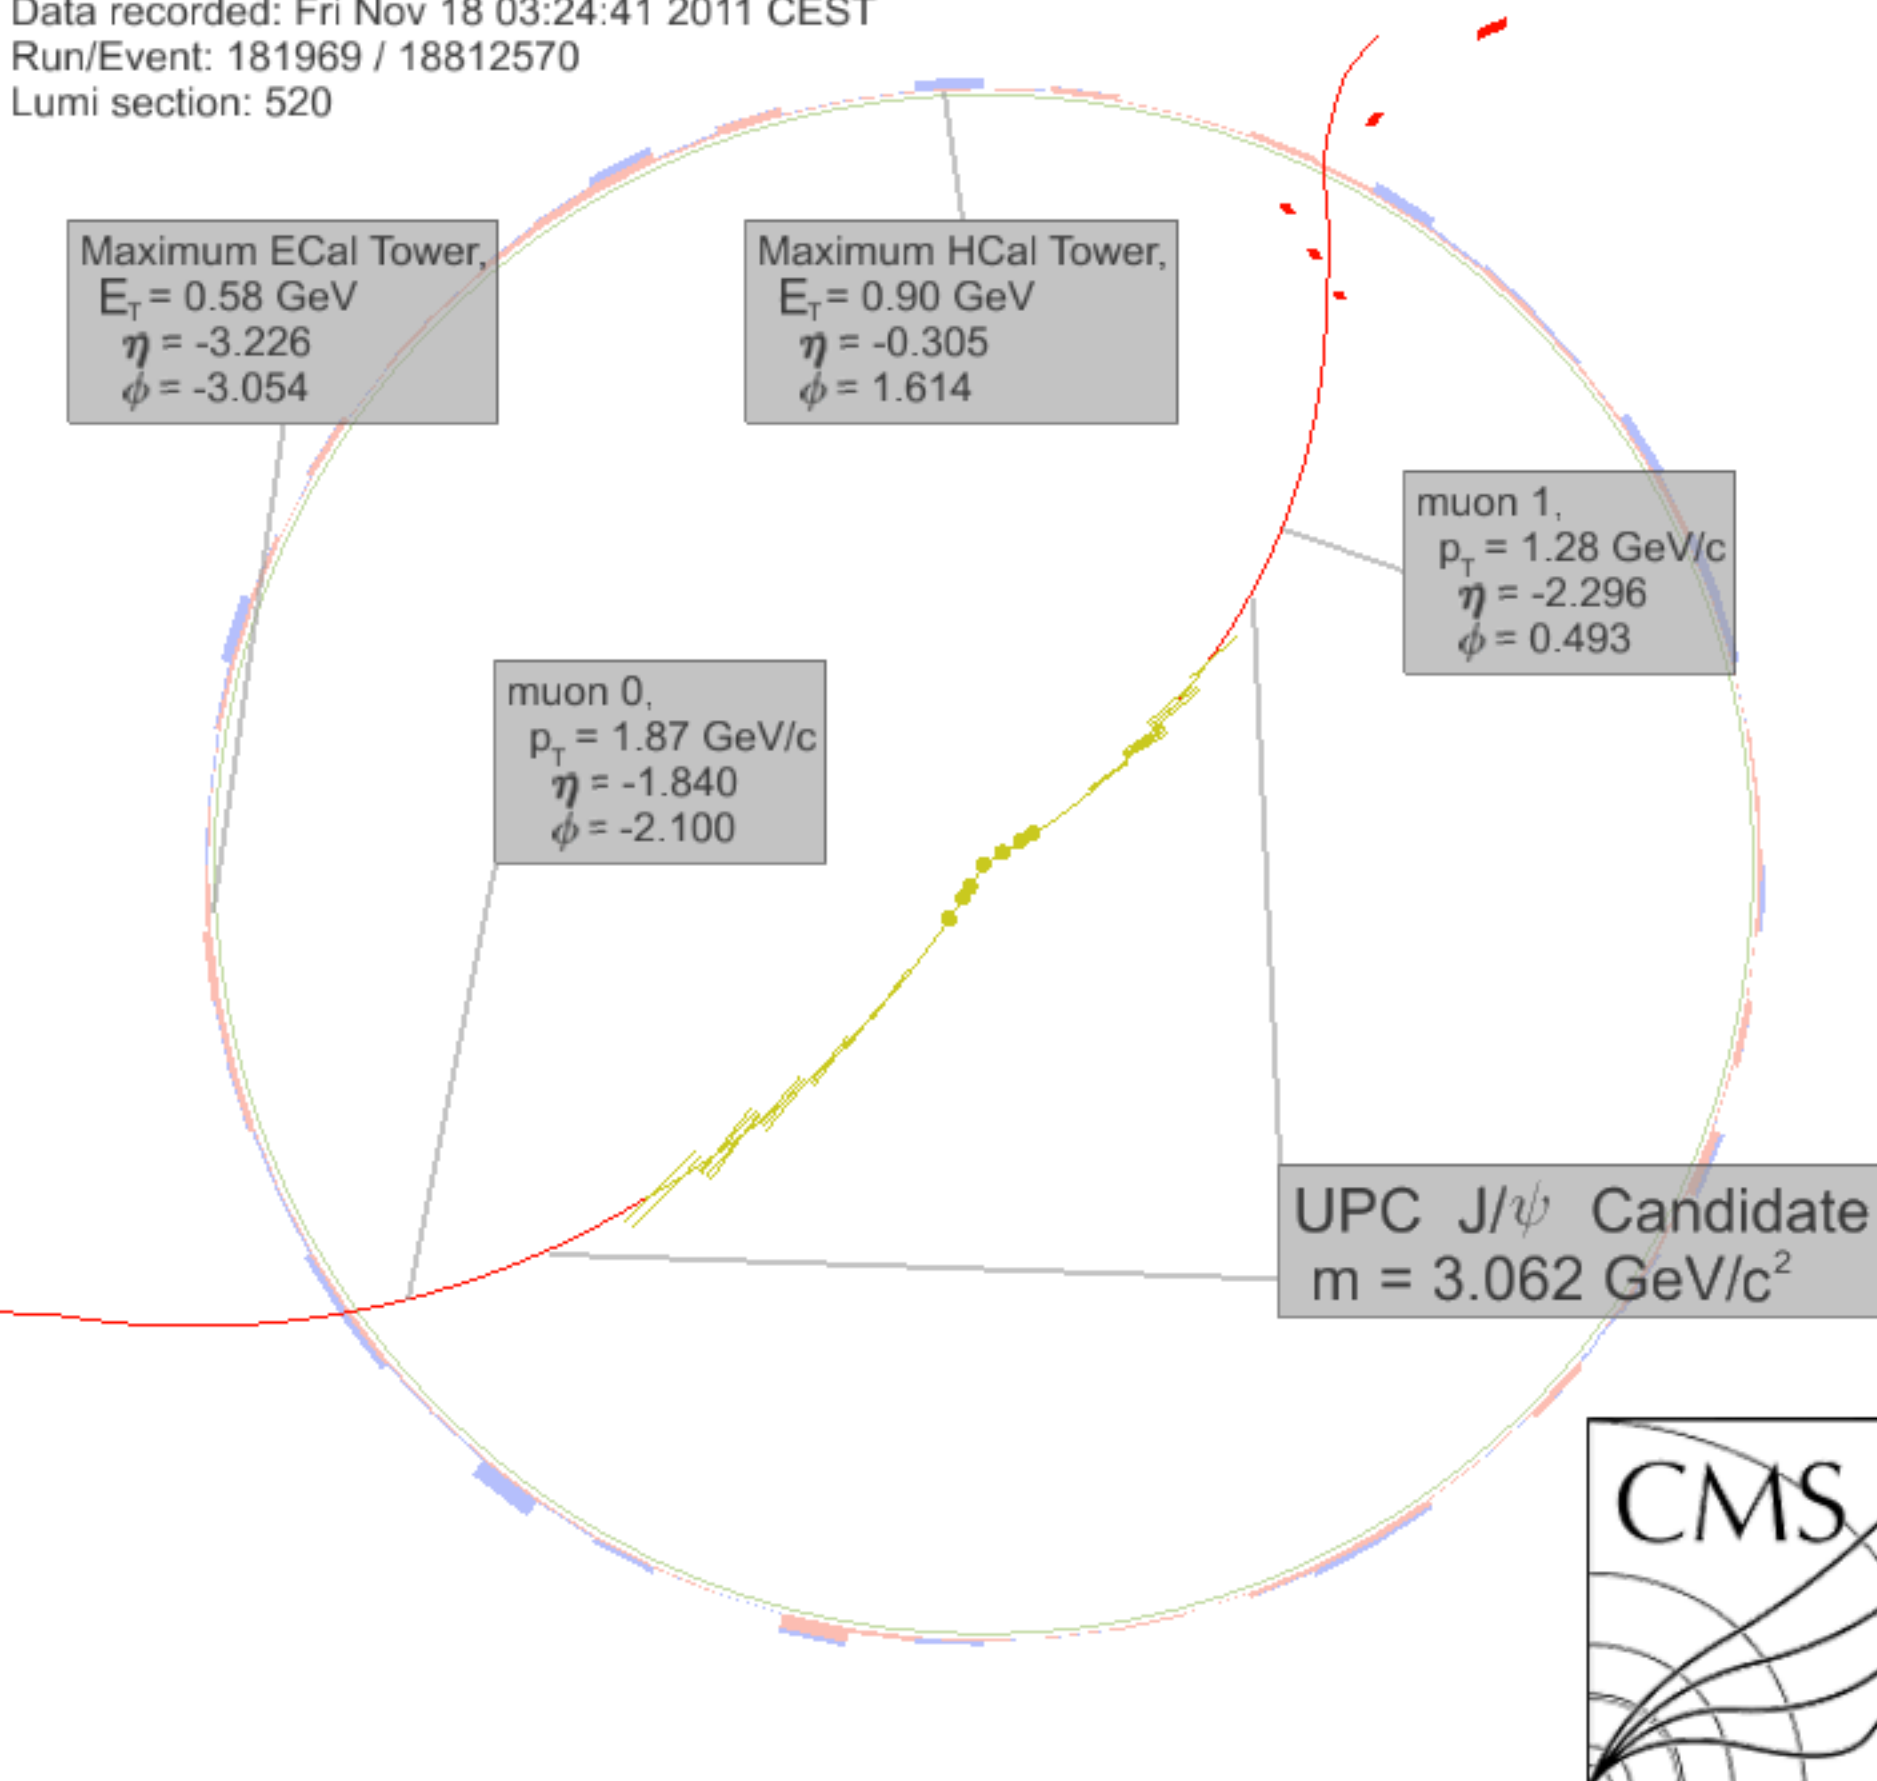 Data recorded: Fri Nov 18 03:24:41 2011 CEST
Run/Event: 181969 / 18812570
Lumi section: 520
Maximum ECal Tower,
E_T = 0.58 GeV
η = -3.226
ϕ = -3.054
Maximum HCal Tower,
E_T = 0.90 GeV
η = -0.305
ϕ = 1.614
muon 1,
p_T = 1.28 GeV/c
η = -2.296
ϕ = 0.493
muon 0,
p_T = 1.87 GeV/c
η = -1.840
ϕ = -2.100
UPC J/ψ Candidate
m = 3.062 GeV/c²
CMS